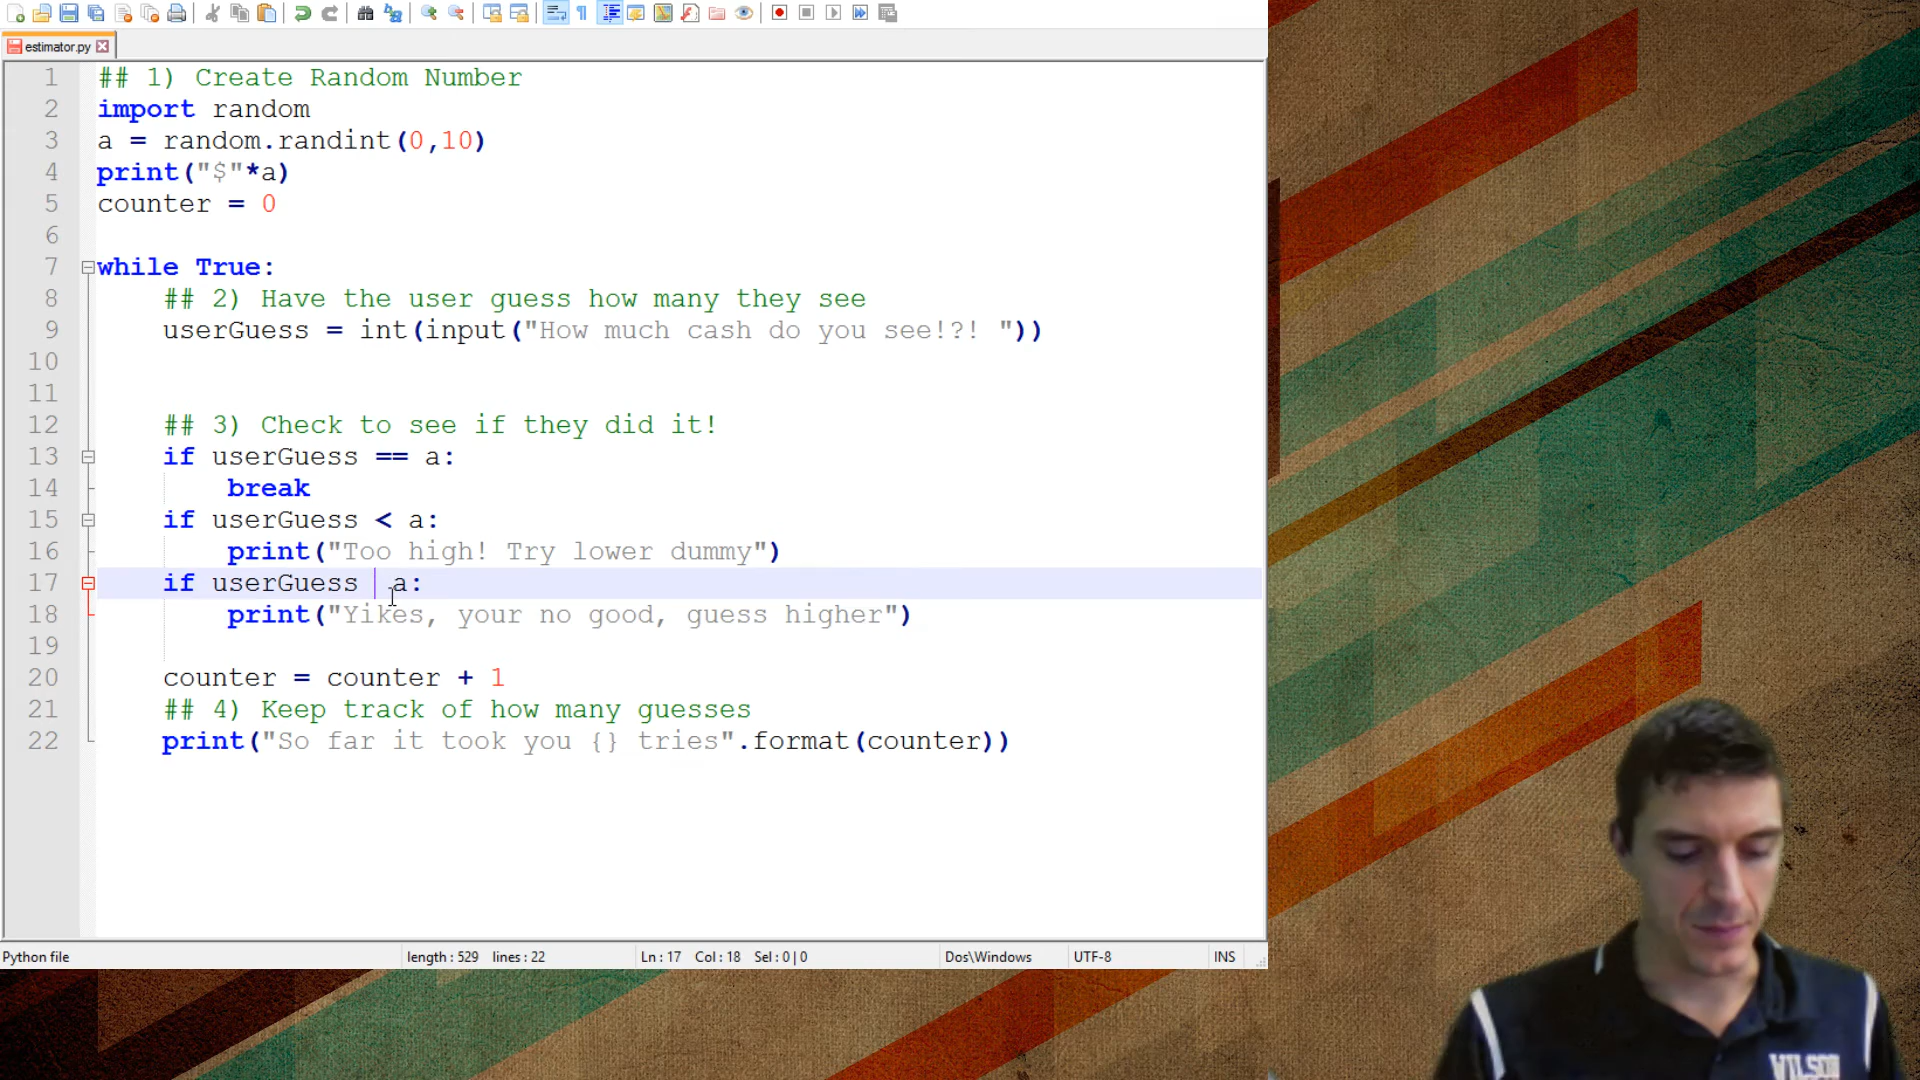 estimator.py
1 ## 1) Create Random Number
2 import random
3 a = random.randint(0,10)
4 print("$"*a)
5 counter = 0
6
7 while True:
8 ## 2) Have the user guess how many they see
9 userGuess = int(input("How much cash do you see!?! "))
10
11
12 ## 3) Check to see if they did it!
13 if userGuess == a:
14 break
15 if userGuess < a:
16 print("Too high! Try lower dummy")
17 if userGuess a:
18 print("Yikes, your no good, guess higher")
19
20 counter = counter + 1
21 ## 4) Keep track of how many guesses
22 print("So far it took you {} tries".format(counter))
Python file length : 529 lines : 22 Ln : 17 Col : 18 Sel : 0 | 0 Dos\Windows UTF-8 INS
WILSON